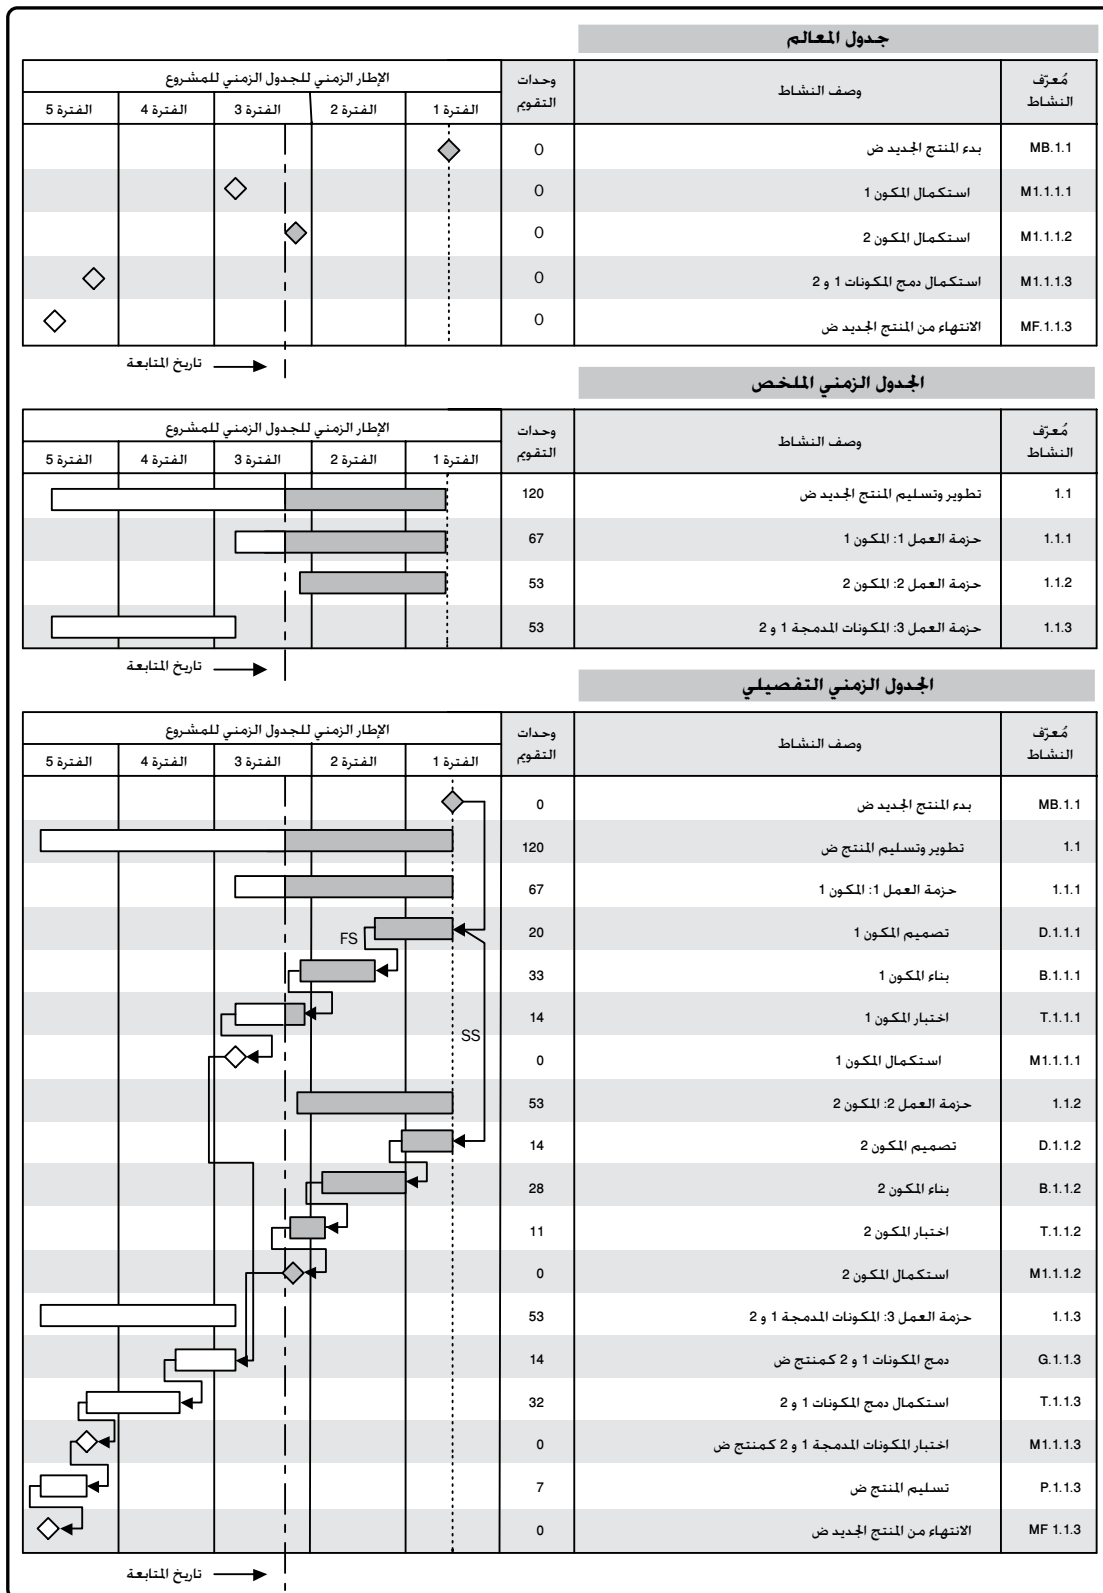 جدول المعالم
مُعرّف النشاط
وصف النشاط
وحدات التقويم
الإطار الزمني للجدول الزمني للمشروع
الفترة 1 الفترة 2 الفترة 3 الفترة 4 الفترة 5
MB.1.1 بدء المنتج الجديد ض 0
M1.1.1.1 استكمال المكون 1 0
M1.1.1.2 استكمال المكون 2 0
M1.1.1.3 استكمال دمج المكونات 1 و 2 0
MF.1.1.3 الانتهاء من المنتج الجديد ض 0
تاريخ المتابعة
الجدول الزمني الملخص
مُعرّف النشاط
وصف النشاط
وحدات التقويم
الإطار الزمني للجدول الزمني للمشروع
الفترة 1 الفترة 2 الفترة 3 الفترة 4 الفترة 5
1.1 تطوير وتسليم المنتج الجديد ض 120
1.1.1 حزمة العمل 1: المكون 1 67
1.1.2 حزمة العمل 2: المكون 2 53
1.1.3 حزمة العمل 3: المكونات المدمجة 1 و 2 53
تاريخ المتابعة
الجدول الزمني التفصيلي
مُعرّف النشاط
وصف النشاط
وحدات التقويم
الإطار الزمني للجدول الزمني للمشروع
الفترة 1 الفترة 2 الفترة 3 الفترة 4 الفترة 5
MB.1.1 بدء المنتج الجديد ض 0
1.1 تطوير وتسليم المنتج ض 120
1.1.1 حزمة العمل 1: المكون 1 67
D.1.1.1 تصميم المكون 1 20
FS
B.1.1.1 بناء المكون 1 33
T.1.1.1 اختبار المكون 1 14
SS
M1.1.1.1 استكمال المكون 1 0
1.1.2 حزمة العمل 2: المكون 2 53
D.1.1.2 تصميم المكون 2 14
B.1.1.2 بناء المكون 2 28
T.1.1.2 اختبار المكون 2 11
M1.1.1.2 استكمال المكون 2 0
1.1.3 حزمة العمل 3: المكونات المدمجة 1 و 2 53
G.1.1.3 دمج المكونات 1 و 2 كمنتج ض 14
T.1.1.3 استكمال دمج المكونات 1 و 2 32
M1.1.1.3 اختبار المكونات المدمجة 1 و 2 كمنتج ض 0
P.1.1.3 تسليم المنتج ض 7
MF 1.1.3 الانتهاء من المنتج الجديد ض 0
تاريخ المتابعة